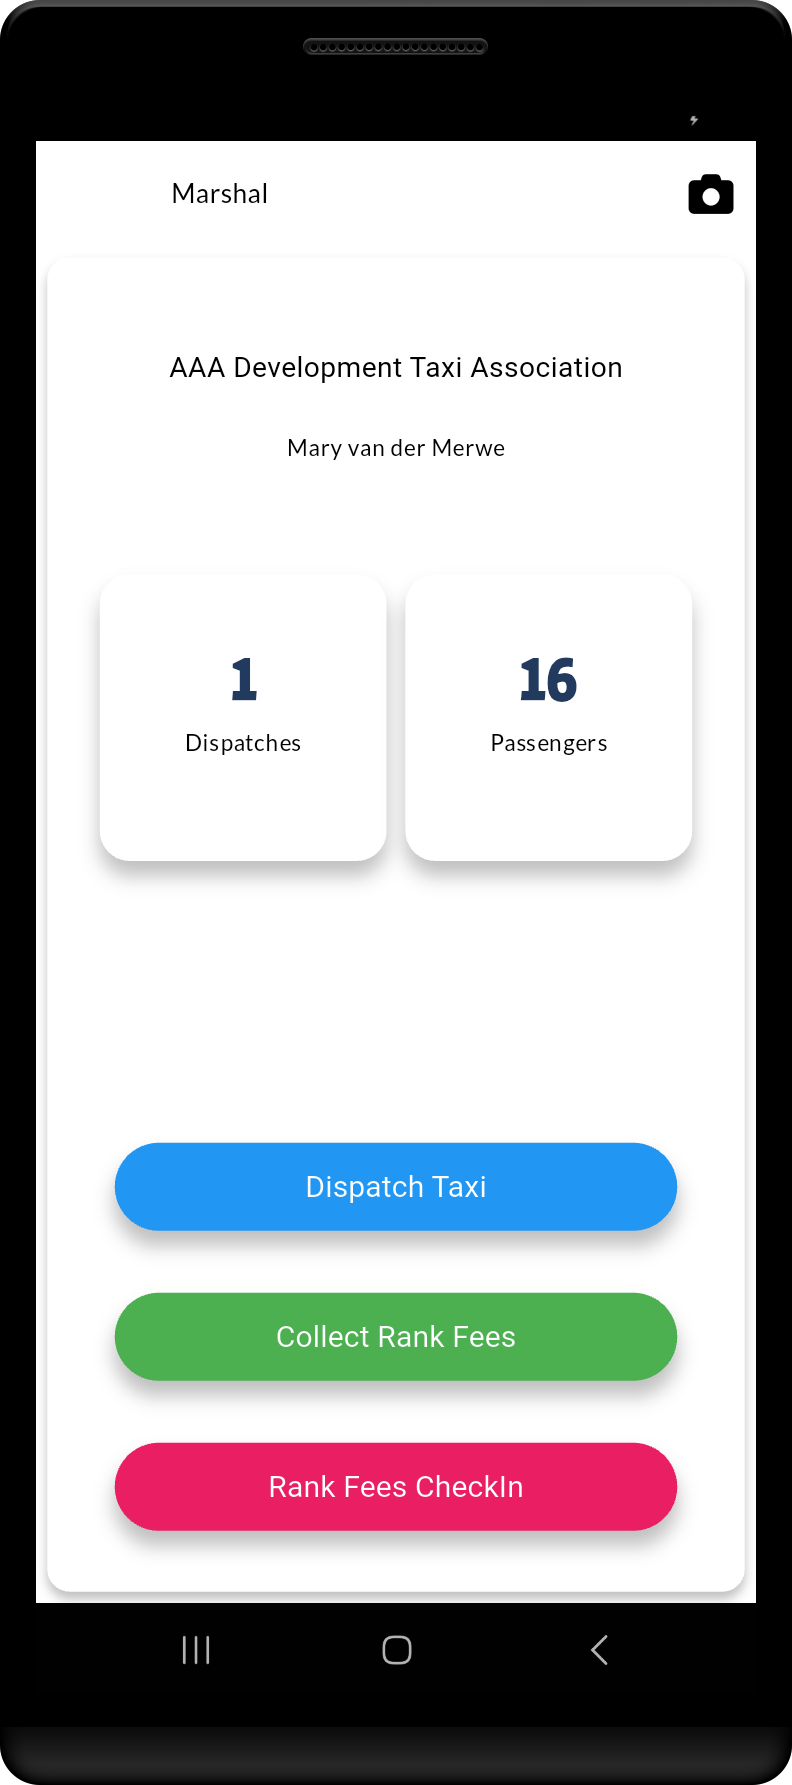 Marshal
AAA Development Taxi Association
Mary van der Merwe
1 16
Dispatches Passengers
Dispatch Taxi
Collect Rank Fees
Rank Fees CheckIn